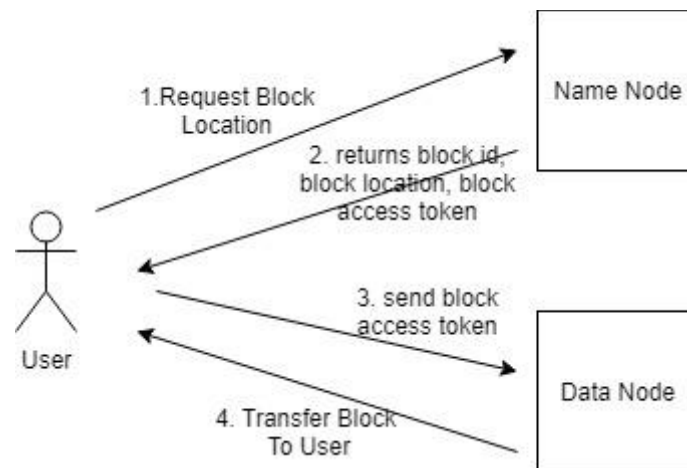 1.Request Block
Location
Name Node
2. returns block id,
block location, block
access token
User
3. send block
access token
Data Node
4. Transfer Block
To User